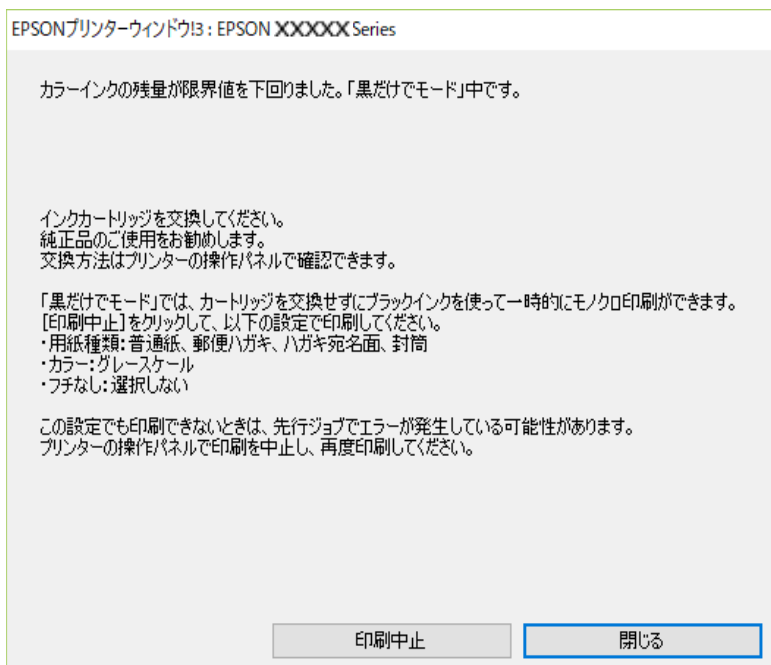 EPSONプリンターウィンドウ!3 : EPSON XXXXX Series
カラーインクの残量が限界値を下回りました。「黒だけでモード」中です。
インクカートリッジを交換してください。
純正品のご使用をお勧めします。
交換方法はプリンターの操作パネルで確認できます。
「黒だけでモード」では、カートリッジを交換せずにブラックインクを使って一時的にモノクロ印刷ができます。
[印刷中止]をクリックして、以下の設定で印刷してください。
・用紙種類:普通紙、郵便ハガキ、ハガキ宛名面、封筒
・カラー:グレースケール
・フチなし:選択しない
この設定でも印刷できないときは、先行ジョブでエラーが発生している可能性があります。
プリンターの操作パネルで印刷を中止し、再度印刷してください。
印刷中止
閉じる